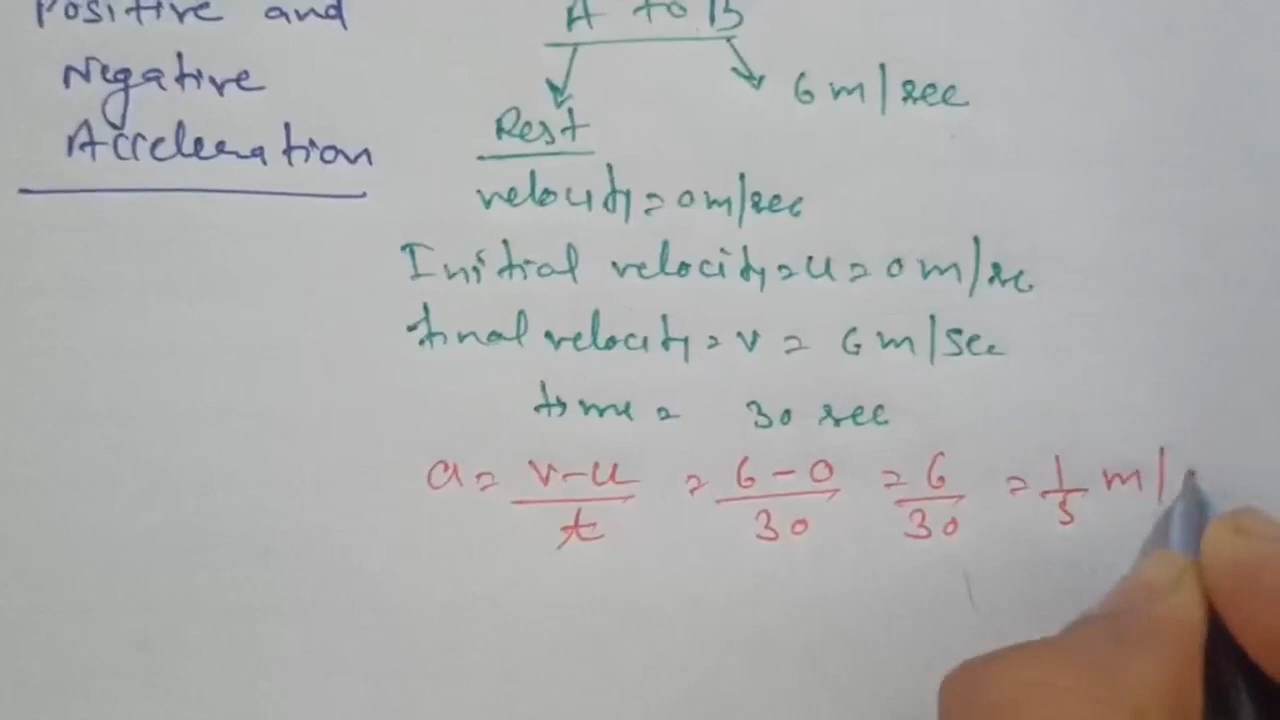 Positive and
Negative
Acceleration
A to B
6 m/sec
Rest
velocity = 0 m/sec
Initial velocity = u = 0 m/sec
final velocity = v = 6 m/sec
time = 30 sec
a = v-u/t = 6-0/30 = 6/30 = 1/5 m/